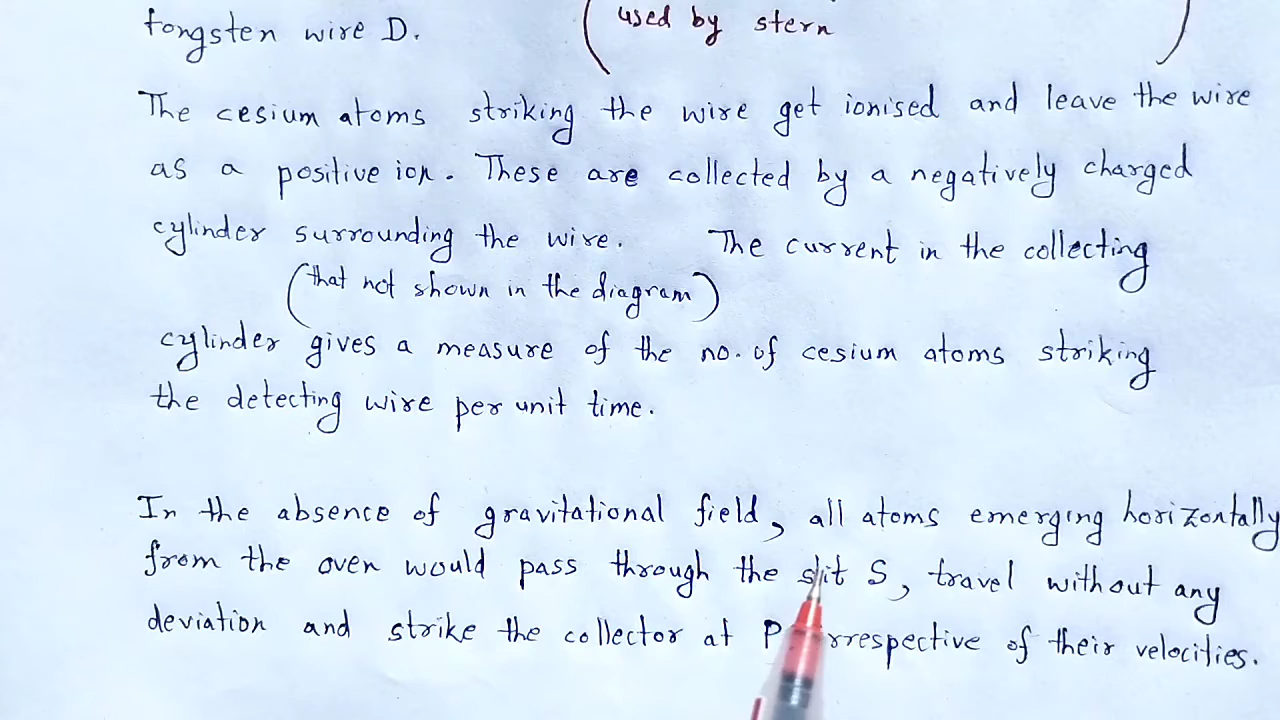 tongsten wire D. (used by stern)
The cesium atoms striking the wire get ionised and leave the wire
as a positive ion. These are collected by a negatively charged
cylinder surrounding the wire. The current in the collecting
(that not shown in the diagram)
cylinder gives a measure of the no. of cesium atoms striking
the detecting wire per unit time.
In the absence of gravitational field, all atoms emerging horizontally
from the oven would pass through the slit S, travel without any
deviation and strike the collector at P irrespective of their velocities.